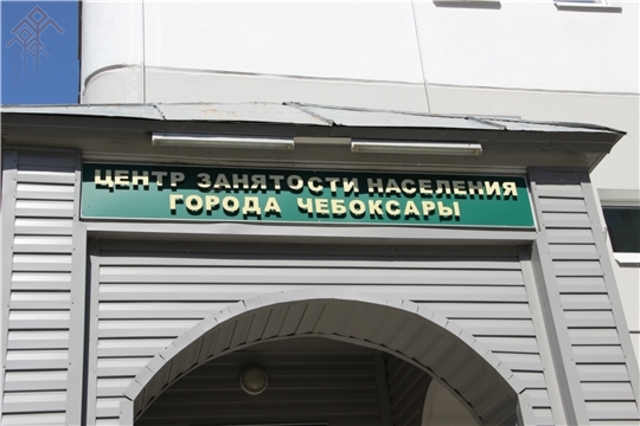 ЦЕНТР ЗАНЯТОСТИ НАСЕЛЕНИЯ
ГОРОДА ЧЕБОКСАРЫ